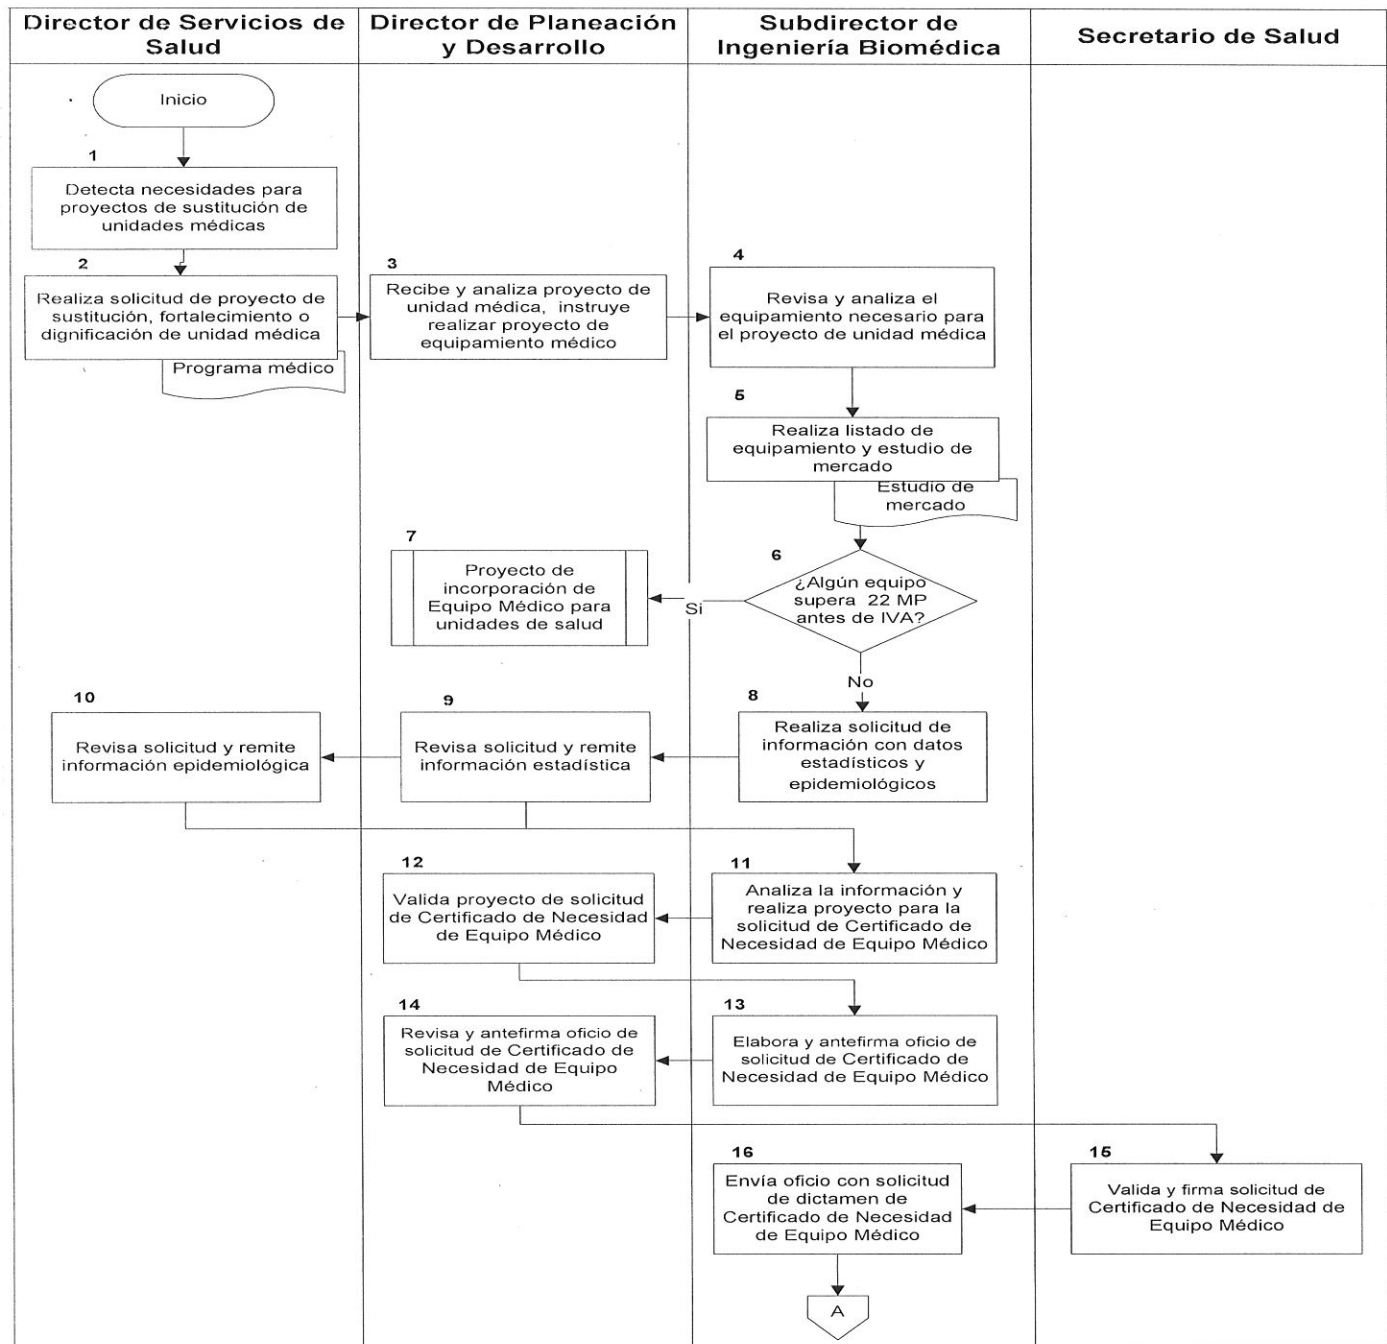 Director de Servicios de
Salud
Director de Planeación
y Desarrollo
Subdirector de
Ingeniería Biomédica
Secretario de Salud
Inicio
1
Detecta necesidades para
proyectos de sustitución de
unidades médicas
2
Realiza solicitud de proyecto de
sustitución, fortalecimiento o
dignificación de unidad médica
Programa médico
3
Recibe y analiza proyecto de
unidad médica, instruye
realizar proyecto de
equipamiento médico
4
Revisa y analiza el
equipamiento necesario para
el proyecto de unidad médica
5
Realiza listado de
equipamiento y estudio de
mercado
Estudio de
mercado
6
¿Algún equipo
supera 22 MP
antes de IVA?
Si
7
Proyecto de
incorporación de
Equipo Médico para
unidades de salud
No
8
Realiza solicitud de
información con datos
estadísticos y
epidemiológicos
9
Revisa solicitud y remite
información estadística
10
Revisa solicitud y remite
información epidemiológica
11
Analiza la información y
realiza proyecto para la
solicitud de Certificado de
Necesidad de Equipo Médico
12
Valida proyecto de solicitud
de Certificado de Necesidad
de Equipo Médico
13
Elabora y antefirma oficio de
solicitud de Certificado de
Necesidad de Equipo Médico
14
Revisa y antefirma oficio de
solicitud de Certificado de
Necesidad de Equipo
Médico
15
Valida y firma solicitud de
Certificado de Necesidad de
Equipo Médico
16
Envía oficio con solicitud
de dictamen de
Certificado de Necesidad
de Equipo Médico
A